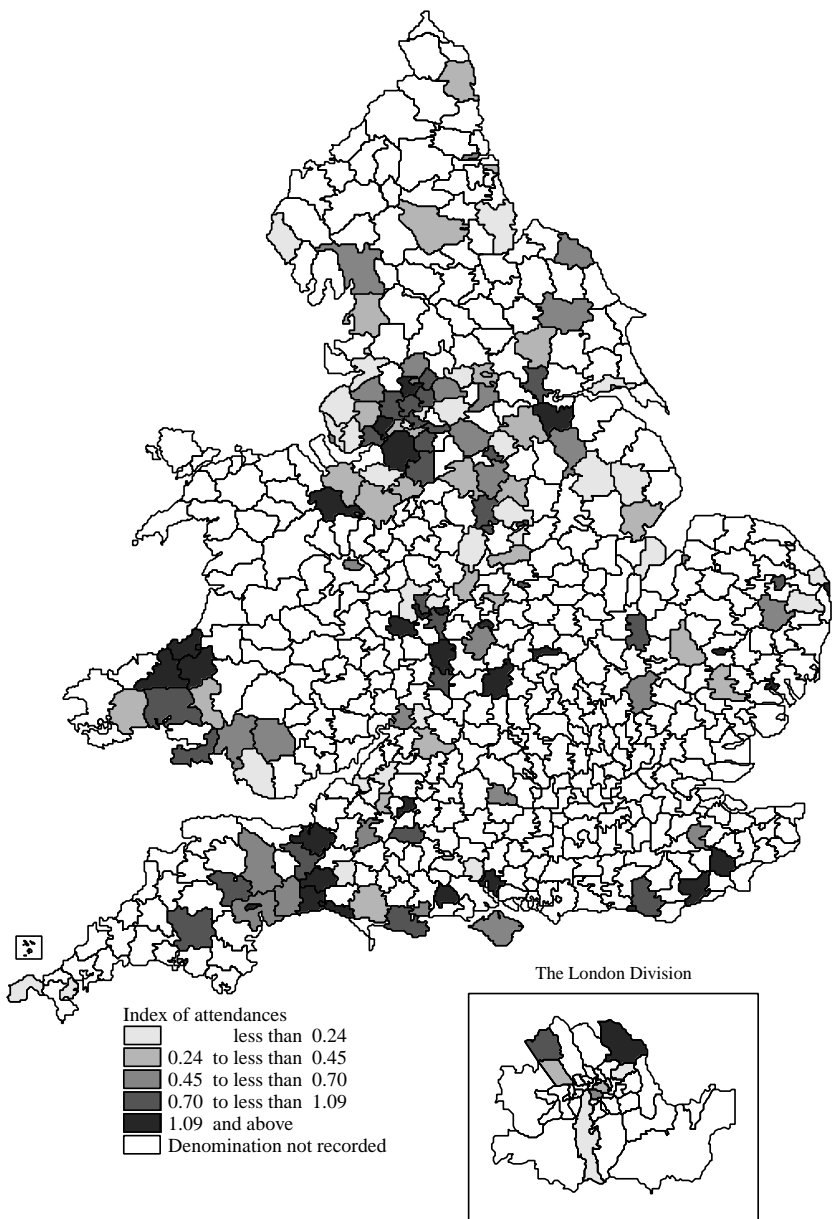 The London Division
Index of attendances
less than 0.24
0.24 to less than 0.45
0.45 to less than 0.70
0.70 to less than 1.09
1.09 and above
Denomination not recorded